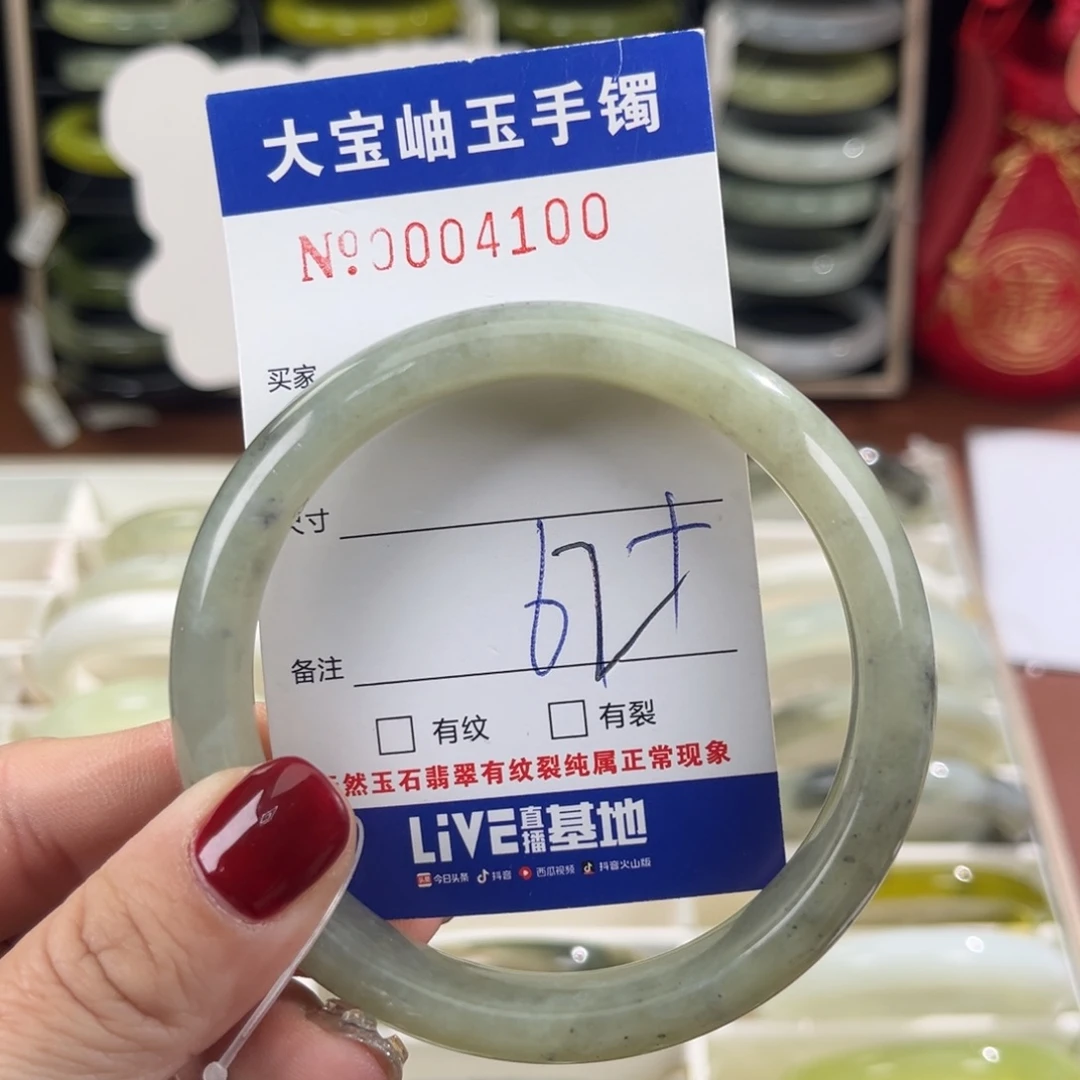 大宝岫玉手镯
№0004100
买家
尺寸
备注
有纹 有裂
然玉石翡翠有纹裂纯属正常现象
LiVE直播基地
头条 今日头条 抖音 西瓜视频 抖音火山版